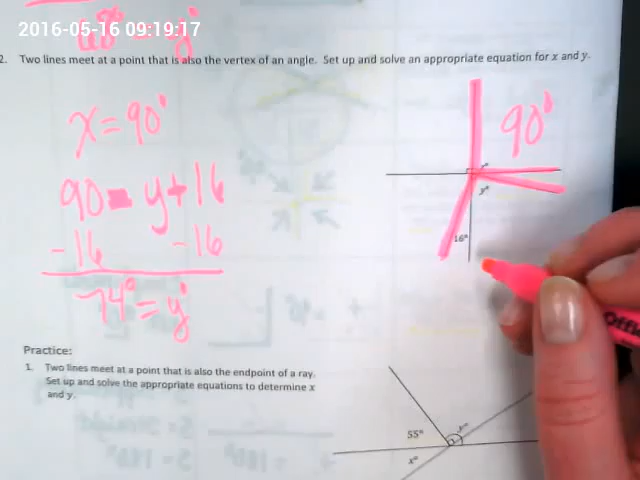 2016-05-16 09:19:17
68° = y°
2. Two lines meet at a point that is also the vertex of an angle. Set up and solve an appropriate equation for x and y.
x = 90°
90 = y + 16
-16 -16
74° = y°
90°
y°
16°
Practice:
1. Two lines meet at a point that is also the endpoint of a ray.
Set up and solve the appropriate equations to determine x
and y.
55°
x°